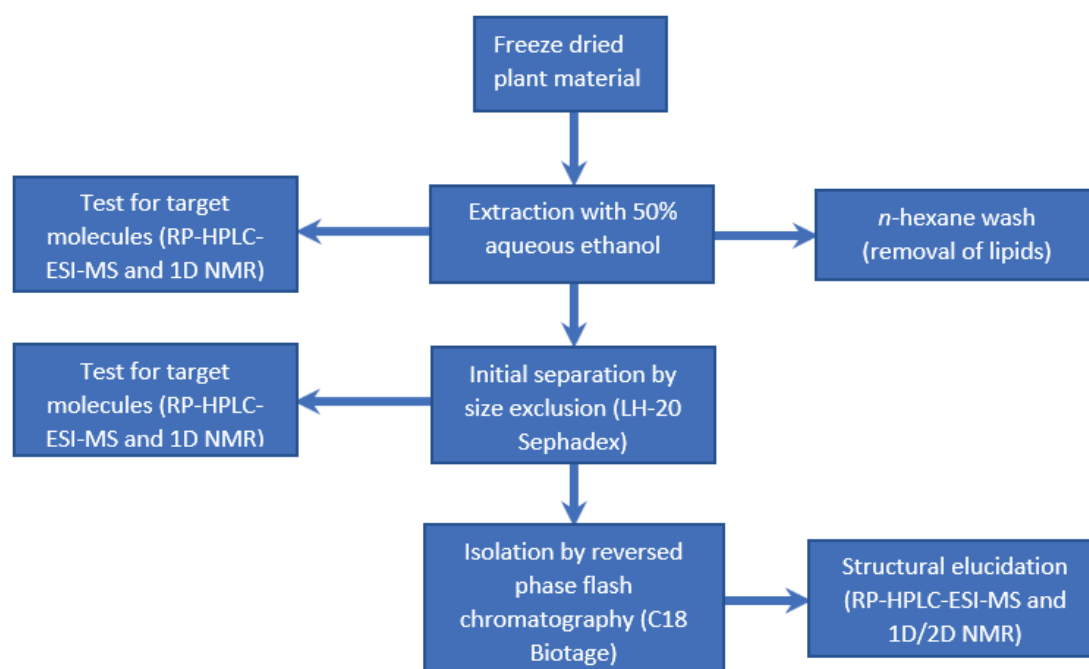 Freeze dried
plant material
Test for target
molecules (RP-HPLC-
ESI-MS and 1D NMR)
Extraction with 50%
aqueous ethanol
n-hexane wash
(removal of lipids)
Test for target
molecules (RP-HPLC-
ESI-MS and 1D NMR)
Initial separation by
size exclusion (LH-20
Sephadex)
Isolation by reversed
phase flash
chromatography (C18
Biotage)
Structural elucidation
(RP-HPLC-ESI-MS and
1D/2D NMR)